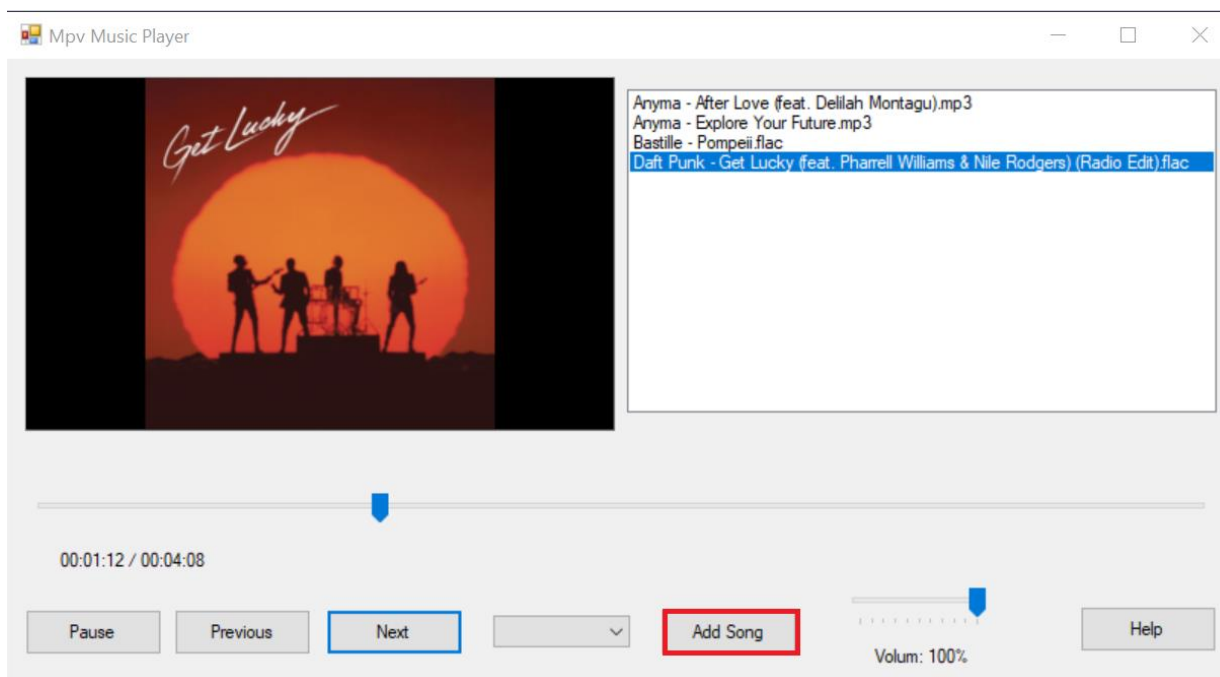 Mpv Music Player
Get Lucky
Anyma - After Love (feat. Delilah Montagu).mp3
Anyma - Explore Your Future.mp3
Bastille - Pompeii.flac
Daft Punk - Get Lucky (feat. Pharrell Williams & Nile Rodgers) (Radio Edit).flac
00:01:12 / 00:04:08
Pause
Previous
Next
Add Song
Volum: 100%
Help